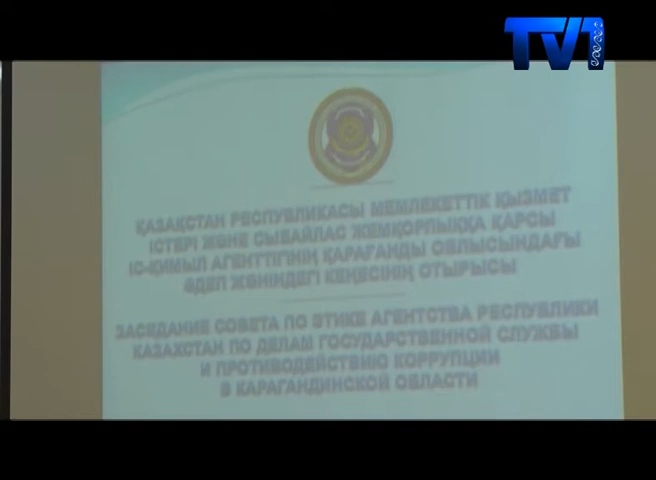 TV1
ҚАЗАҚСТАН РЕСПУБЛИКАСЫ МЕМЛЕКЕТТІК ҚЫЗМЕТ
ІСТЕРІ ЖӘНЕ СЫБАЙЛАС ЖЕМҚОРЛЫҚҚА ҚАРСЫ
ІС-ҚИМЫЛ АГЕНТТІГІНІҢ ҚАРАҒАНДЫ ОБЛЫСЫНДАҒЫ
ӘДЕП ЖӨНІНДЕГІ КЕҢЕСІНІҢ ОТЫРЫСЫ
ЗАСЕДАНИЕ СОВЕТА ПО ЭТИКЕ АГЕНТСТВА РЕСПУБЛИКИ
КАЗАХСТАН ПО ДЕЛАМ ГОСУДАРСТВЕННОЙ СЛУЖБЫ
И ПРОТИВОДЕЙСТВИЮ КОРРУПЦИИ
В КАРАГАНДИНСКОЙ ОБЛАСТИ